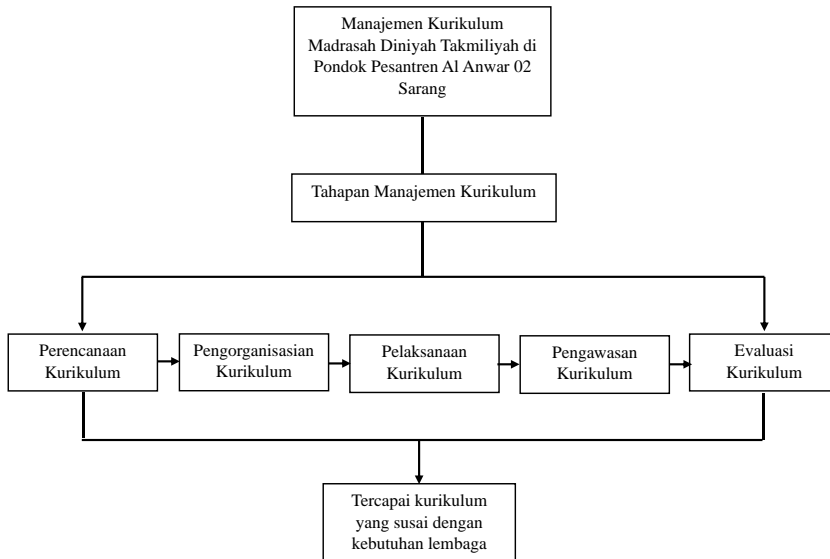 Manajemen Kurikulum
Madrasah Diniyah Takmiliyah di
Pondok Pesantren Al Anwar 02
Sarang
Tahapan Manajemen Kurikulum
Perencanaan
Kurikulum
Pengorganisasian
Kurikulum
Pelaksanaan
Kurikulum
Pengawasan
Kurikulum
Evaluasi
Kurikulum
Tercapai kurikulum
yang susai dengan
kebutuhan lembaga